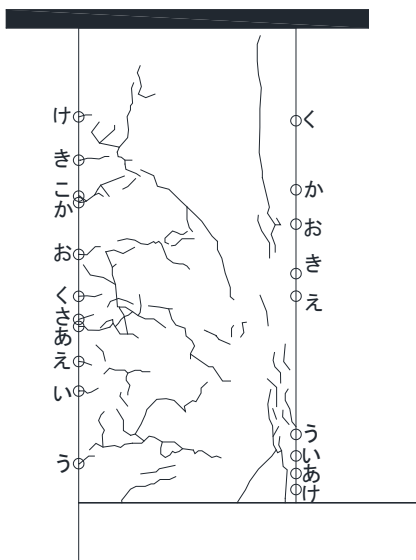 け
き
こ
か
お
く
さ
あ
え
い
う
く
か
お
き
え
う
い
あ
け